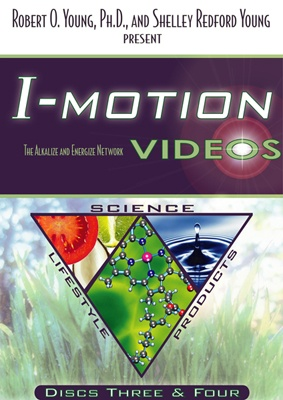 Robert O. Young, Ph.D., and Shelley Redford Young
present
I-motion
The Alkalize and Energize Network
VIDEOS
SCIENCE
LIFESTYLE
PRODUCTS
Discs Three & Four